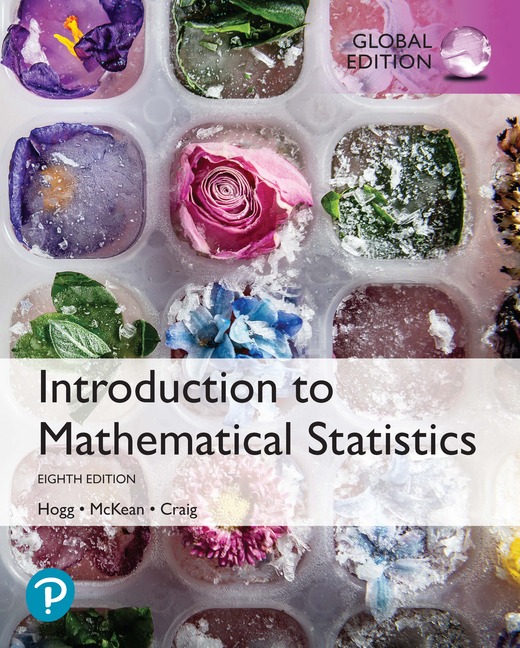 GLOBAL
EDITION
Introduction to
Mathematical Statistics
EIGHTH EDITION
Hogg • McKean • Craig
P